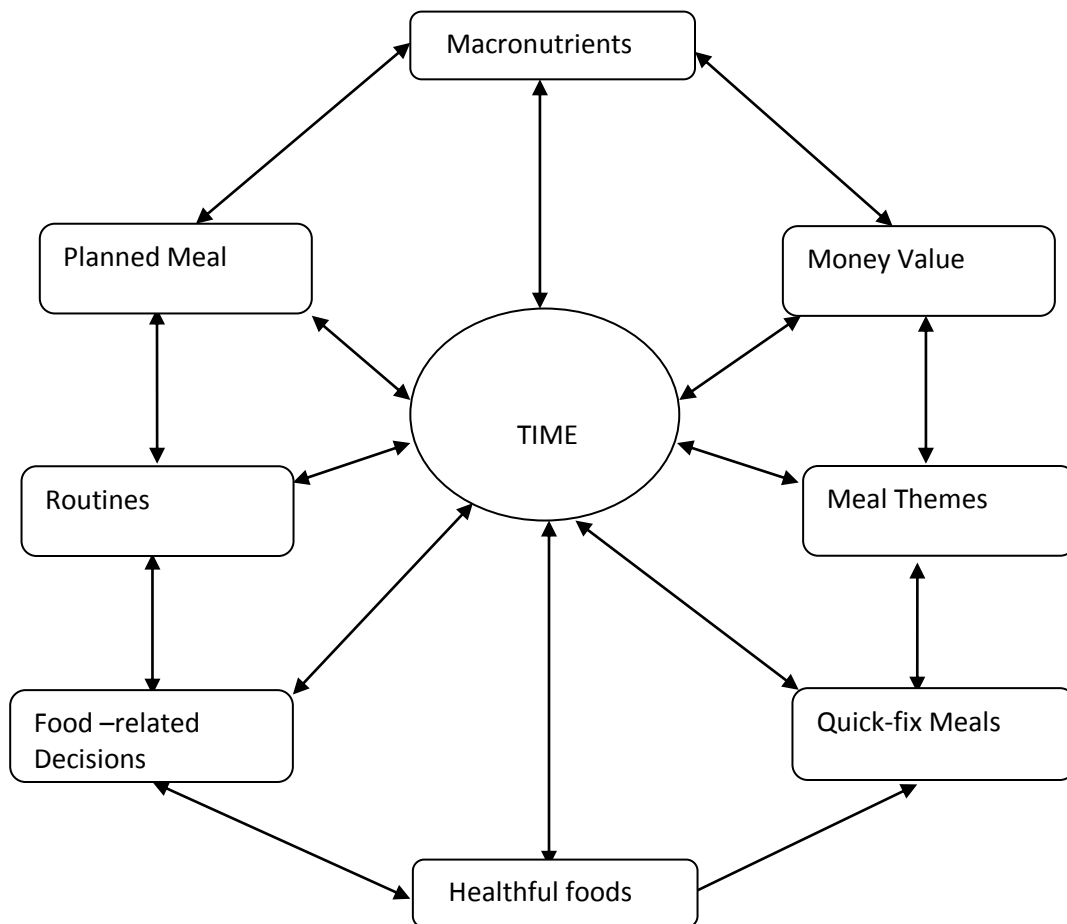 Macronutrients
Planned Meal
Money Value
TIME
Routines
Meal Themes
Food –related
Decisions
Quick-fix Meals
Healthful foods